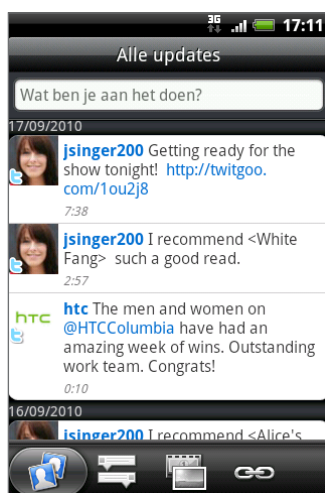 3G 17:11
Alle updates
Wat ben je aan het doen?
17/09/2010
jsinger200 Getting ready for the
show tonight! http://twitgoo.
com/1ou2j8
7:38
jsinger200 I recommend <White
Fang> such a good read.
2:57
htc
htc The men and women on
@HTCColumbia have had an
amazing week of wins. Outstanding
work team. Congrats!
0:10
16/09/2010
jsinger200 I recommend <Alice's